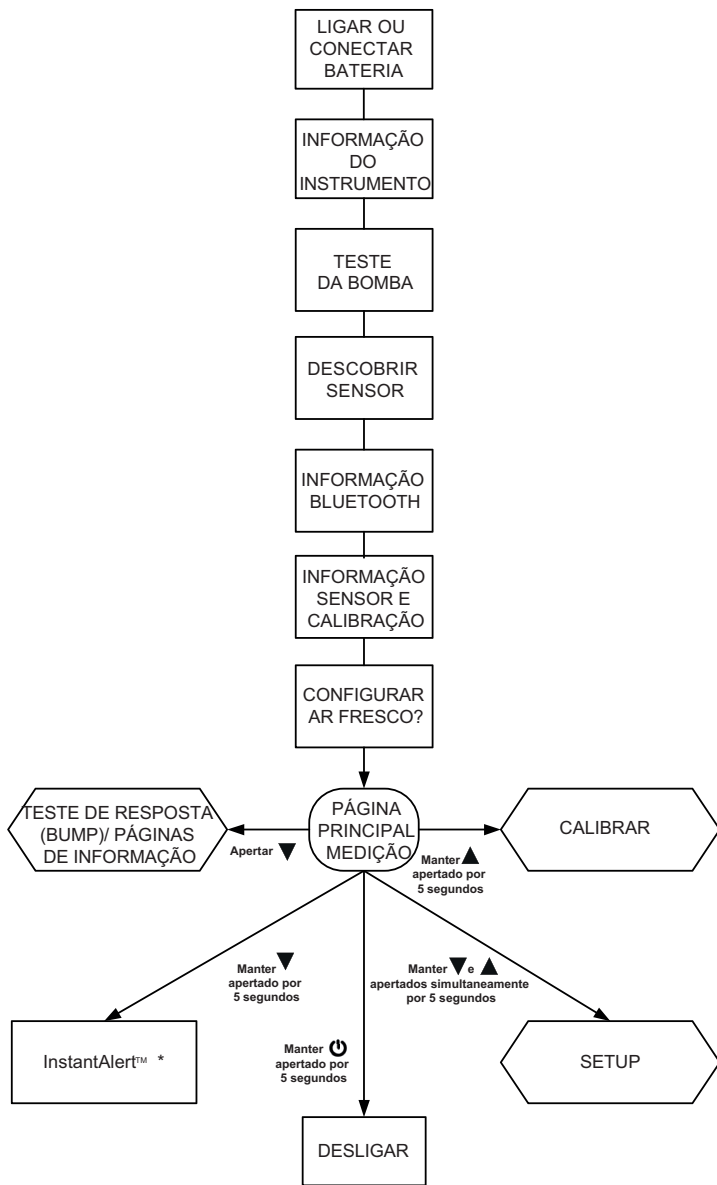 LIGAR OU
CONECTAR
BATERIA
INFORMAÇÃO
DO
INSTRUMENTO
TESTE
DA BOMBA
DESCOBRIR
SENSOR
INFORMAÇÃO
BLUETOOTH
INFORMAÇÃO
SENSOR E
CALIBRAÇÃO
CONFIGURAR
AR FRESCO?
TESTE DE RESPOSTA
(BUMP)/ PÁGINAS
DE INFORMAÇÃO
Apertar ▼
PÁGINA
PRINCIPAL
MEDIÇÃO
Manter ▲
apertado por
5 segundos
CALIBRAR
Manter ▼
apertado por
5 segundos
Manter ▼ e ▲
apertados simultaneamente
por 5 segundos
Manter ⏻
apertado por
5 segundos
InstantAlert™ *
SETUP
DESLIGAR